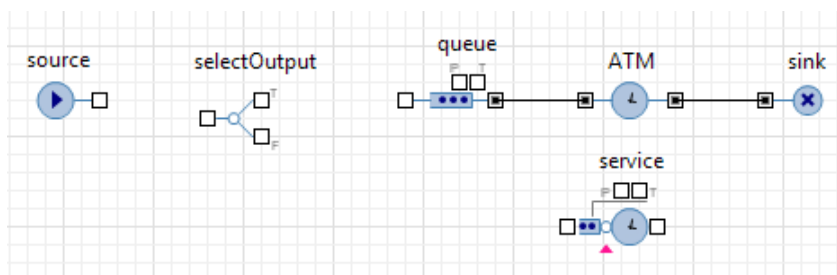 source
selectOutput
T
F
queue
P T
ATM
sink
service
P T